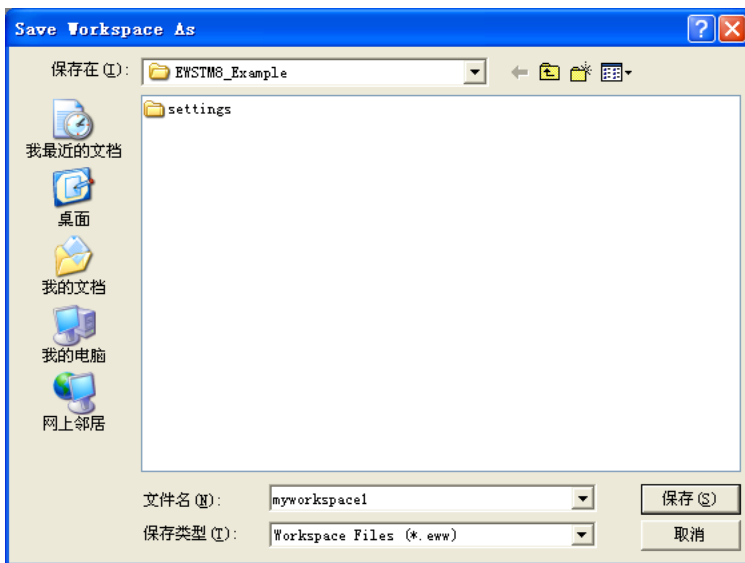 Save Workspace As
保存在(I):
EWSTM8_Example
settings
我最近的文档
桌面
我的文档
我的电脑
网上邻居
文件名(N):
myworkspace1
保存(S)
保存类型(T):
Workspace Files (*.eww)
取消